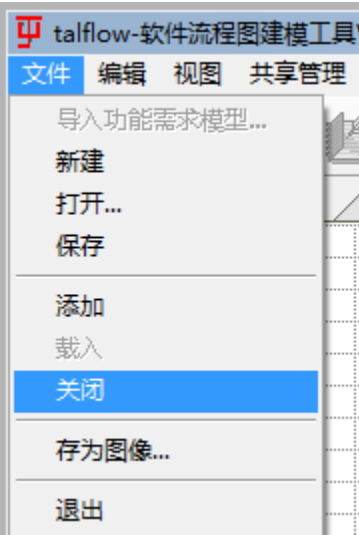 talflow-软件流程图建模工具
文件 编辑 视图 共享管理
导入功能需求模型...
新建
打开...
保存
添加
载入
关闭
存为图像...
退出